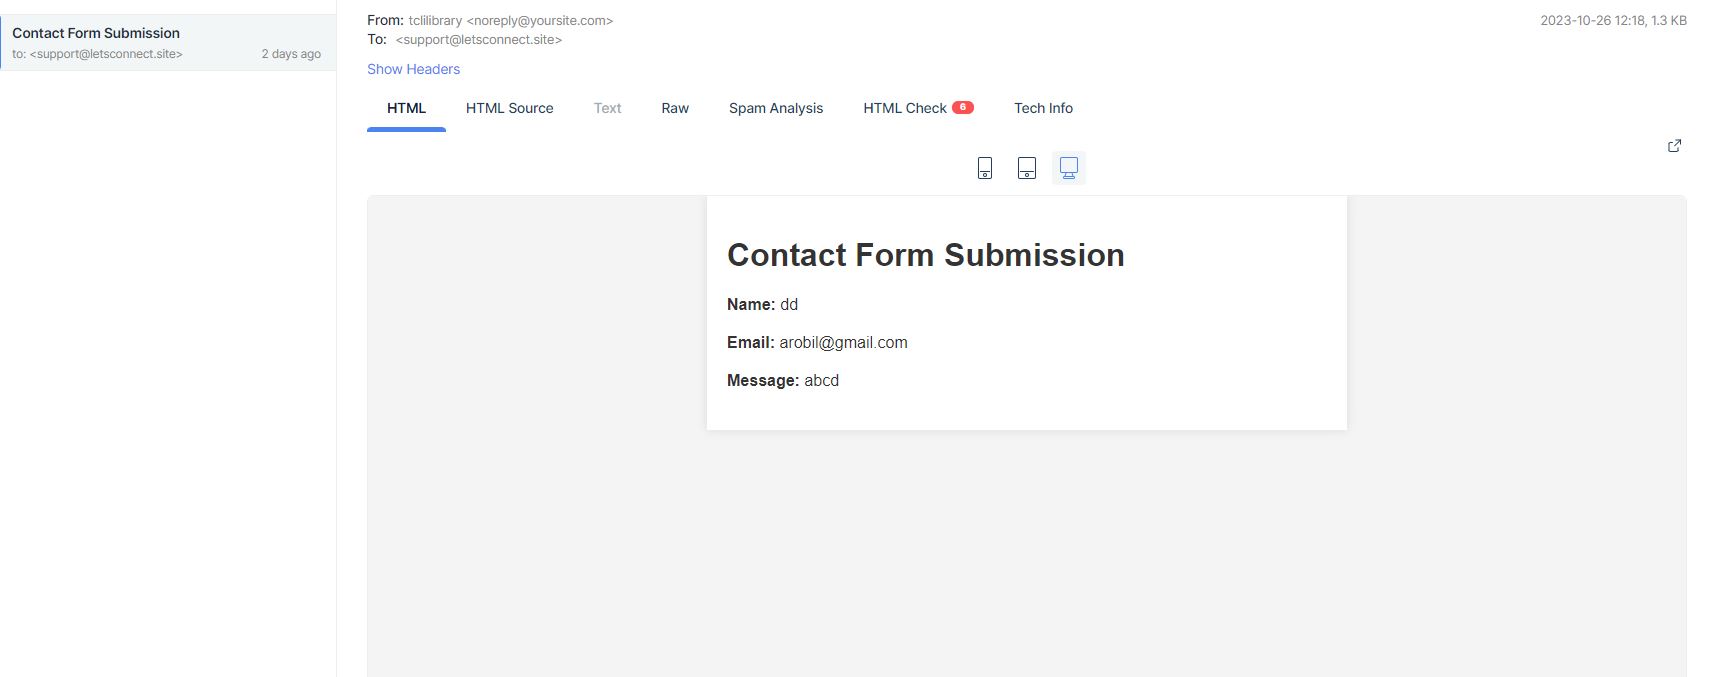 Contact Form Submission
to: <support@letsconnect.site> 2 days ago
From: tclilibrary <noreply@yoursite.com> 2023-10-26 12:18, 1.3 KB
To: <support@letsconnect.site>
Show Headers
HTML HTML Source Text Raw Spam Analysis HTML Check 6 Tech Info
Contact Form Submission
Name: dd
Email: arobil@gmail.com
Message: abcd